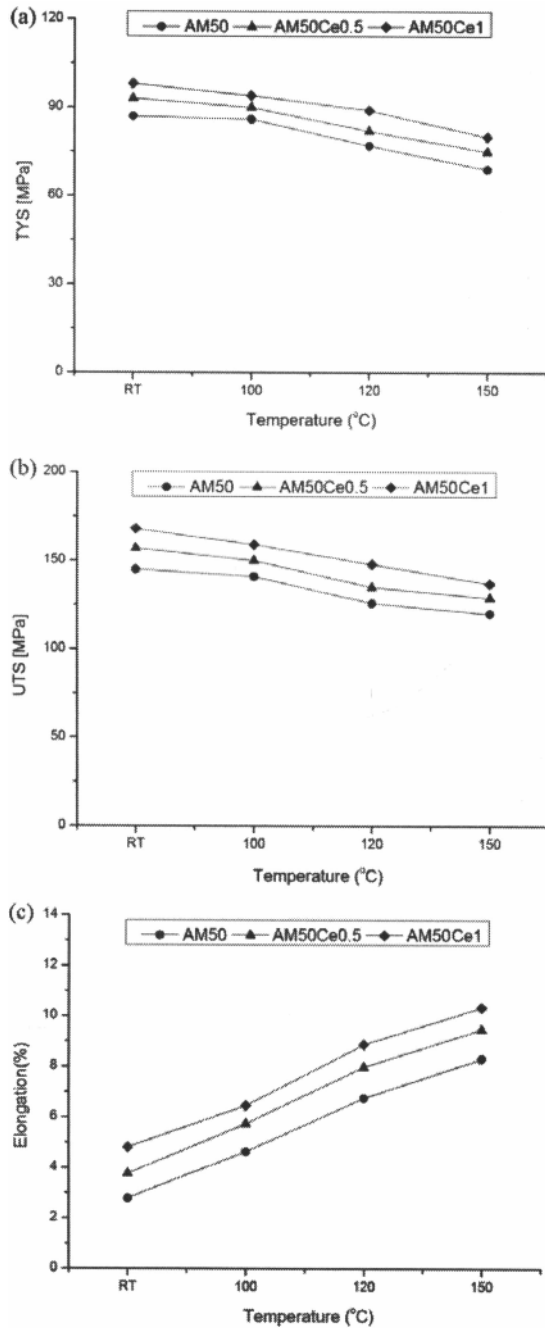 (a)
AM50 AM50Ce0.5 AM50Ce1
120
90
60
30
0
TYS [MPa]
RT 100 120 150
Temperature (°C)
(b)
AM50 AM50Ce0.5 AM50Ce1
200
150
100
50
0
UTS [MPa]
RT 100 120 150
Temperature (°C)
(c)
AM50 AM50Ce0.5 AM50Ce1
14
12
10
8
6
4
2
0
Elongation(%)
RT 100 120 150
Temperature (°C)